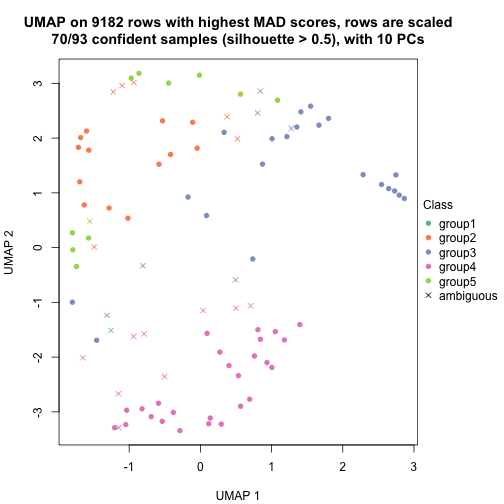 UMAP on 9182 rows with highest MAD scores, rows are scaled
70/93 confident samples (silhouette > 0.5), with 10 PCs
3
2
1
0
-1
-2
-3
UMAP 2
-1
0
1
2
3
UMAP 1
Class
group1
group2
group3
group4
group5
ambiguous